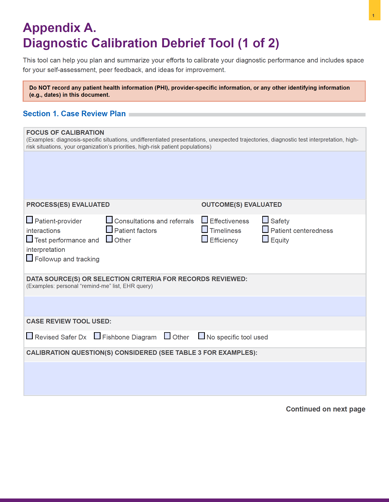 1
Appendix A.
Diagnostic Calibration Debrief Tool (1 of 2)
This tool can help you plan and summarize your efforts to calibrate your diagnostic performance and includes space
for your self-assessment, peer feedback, and ideas for improvement.
Do NOT record any patient health information (PHI), provider-specific information, or any other identifying information
(e.g., dates) in this document.
Section 1. Case Review Plan
FOCUS OF CALIBRATION
(Examples: diagnosis-specific situations, undifferentiated presentations, unexpected trajectories, diagnostic test interpretation, high-
risk situations, your organization's priorities, high-risk patient populations)
PROCESS(ES) EVALUATED
Patient-provider
interactions
Test performance and
interpretation
Followup and tracking
Consultations and referrals
Patient factors
Other
OUTCOME(S) EVALUATED
Effectiveness
Timeliness
Efficiency
Safety
Patient centeredness
Equity
DATA SOURCE(S) OR SELECTION CRITERIA FOR RECORDS REVIEWED:
(Examples: personal "remind-me" list, EHR query)
CASE REVIEW TOOL USED:
Revised Safer Dx Fishbone Diagram Other No specific tool used
CALIBRATION QUESTION(S) CONSIDERED (SEE TABLE 3 FOR EXAMPLES):
Continued on next page